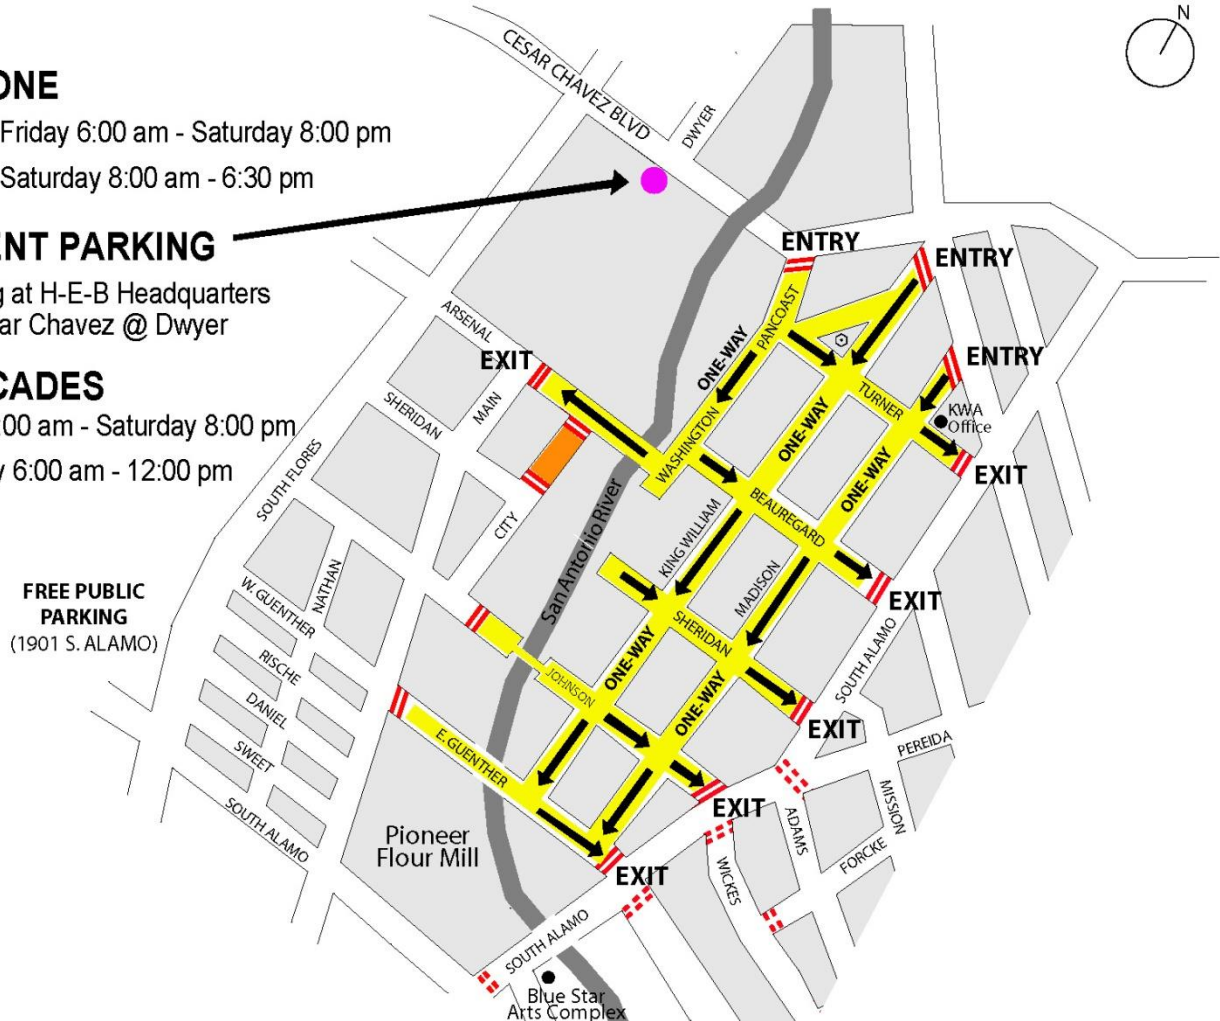 ONE
Friday 6:00 am - Saturday 8:00 pm
Saturday 8:00 am - 6:30 pm
ENT PARKING
g at H-E-B Headquarters
ar Chavez @ Dwyer
CADES
:00 am - Saturday 8:00 pm
y 6:00 am - 12:00 pm
FREE PUBLIC
PARKING
(1901 S. ALAMO)
N
CESAR CHAVEZ BLVD
DWYER
ENTRY
ENTRY
ENTRY
ARSENAL
EXIT
MAIN
SHERIDAN
SOUTH FLORES
CITY
NATHAN
W. GUENTHER
RISCHE
DANIEL
SWEET
SOUTH ALAMO
San Antonio River
ONE-WAY
PANCOAST
WASHINGTON
ONE-WAY
TURNER
KWA
Office
EXIT
ONE-WAY
KING WILLIAM
BEAUREGARD
MADISON
EXIT
SHERIDAN
ONE-WAY
ONE-WAY
SOUTH ALAMO
EXIT
JOHNSON
E. GUENTHER
EXIT
PEREIDA
MISSION
ADAMS
FORCKE
WICKES
Pioneer
Flour Mill
EXIT
SOUTH ALAMO
Blue Star
Arts Complex